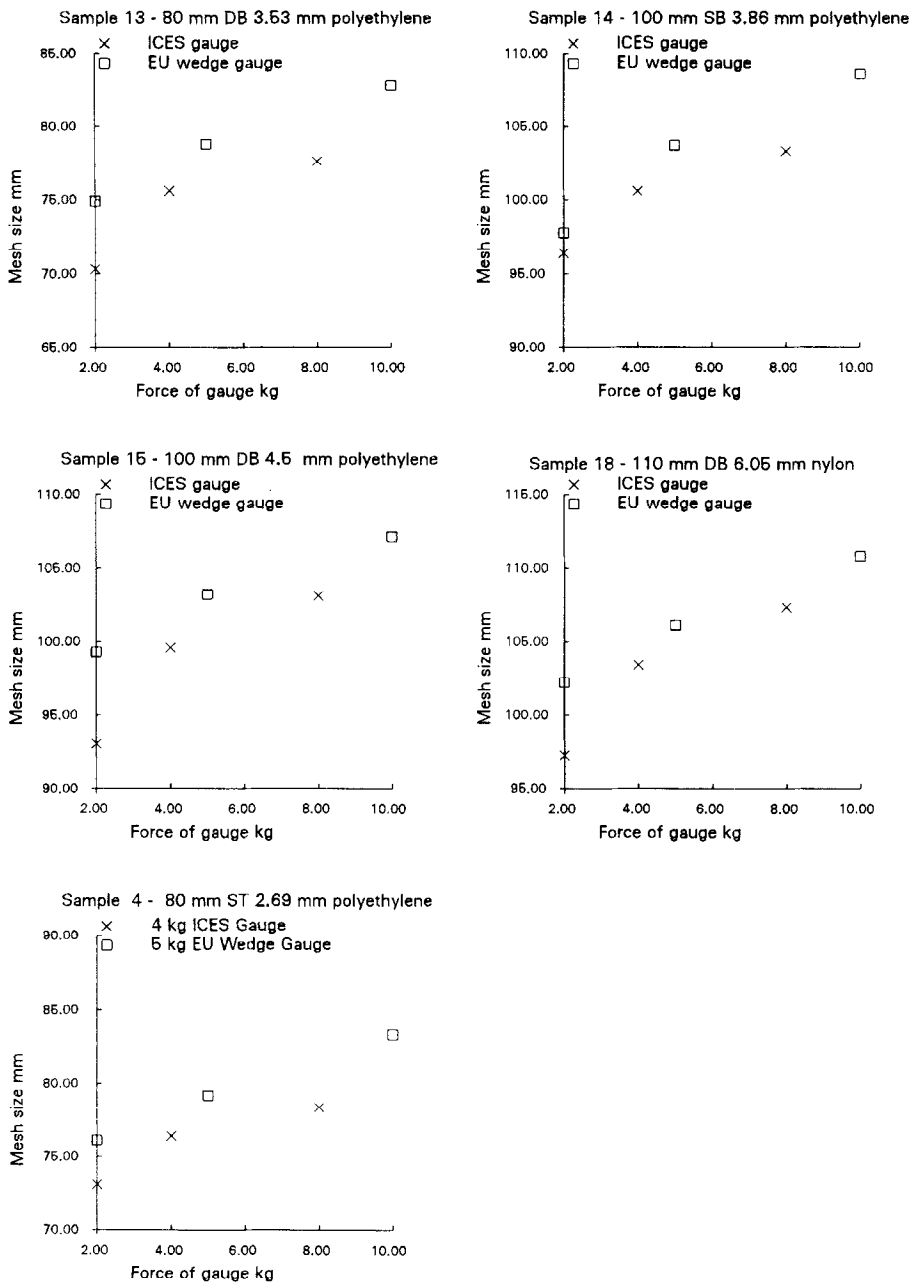 Sample 13 - 80 mm DB 3.53 mm polyethylene
× ICES gauge
□ EU wedge gauge
85.00
80.00
75.00
70.00
65.00
Mesh size mm
2.00 4.00 6.00 8.00 10.00
Force of gauge kg
Sample 14 - 100 mm SB 3.86 mm polyethylene
× ICES gauge
□ EU wedge gauge
110.00
105.00
100.00
95.00
90.00
Mesh size mm
2.00 4.00 6.00 8.00 10.00
Force of gauge kg
Sample 15 - 100 mm DB 4.5 mm polyethylene
× ICES gauge
□ EU wedge gauge
110.00
105.00
100.00
95.00
90.00
Mesh size mm
2.00 4.00 6.00 8.00 10.00
Force of gauge kg
Sample 18 - 110 mm DB 6.05 mm nylon
× ICES gauge
□ EU wedge gauge
115.00
110.00
105.00
100.00
95.00
Mesh size mm
2.00 4.00 6.00 8.00 10.00
Force of gauge kg
Sample 4 - 80 mm ST 2.69 mm polyethylene
× 4 kg ICES Gauge
□ 5 kg EU Wedge Gauge
90.00
85.00
80.00
75.00
70.00
Mesh size mm
2.00 4.00 6.00 8.00 10.00
Force of gauge kg